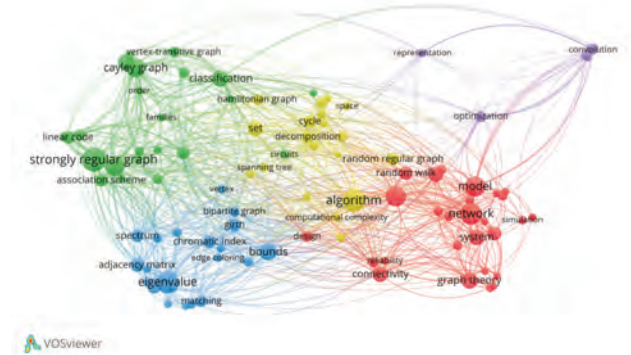 vertex-transitive graph
representation
convolution
cayley graph
classification
order
hamiltonian graph
space
families
cycle
optimization
set
decomposition
linear code
circuits
strongly regular graph
random regular graph
spanning tree
random walk
association scheme
model
vertex
algorithm
bipartite graph
computational complexity
network
simulation
girth
spectrum
chromatic index
design
system
edge coloring
bounds
adjacency matrix
reliability
eigenvalue
connectivity
graph theory
matching
VOSviewer